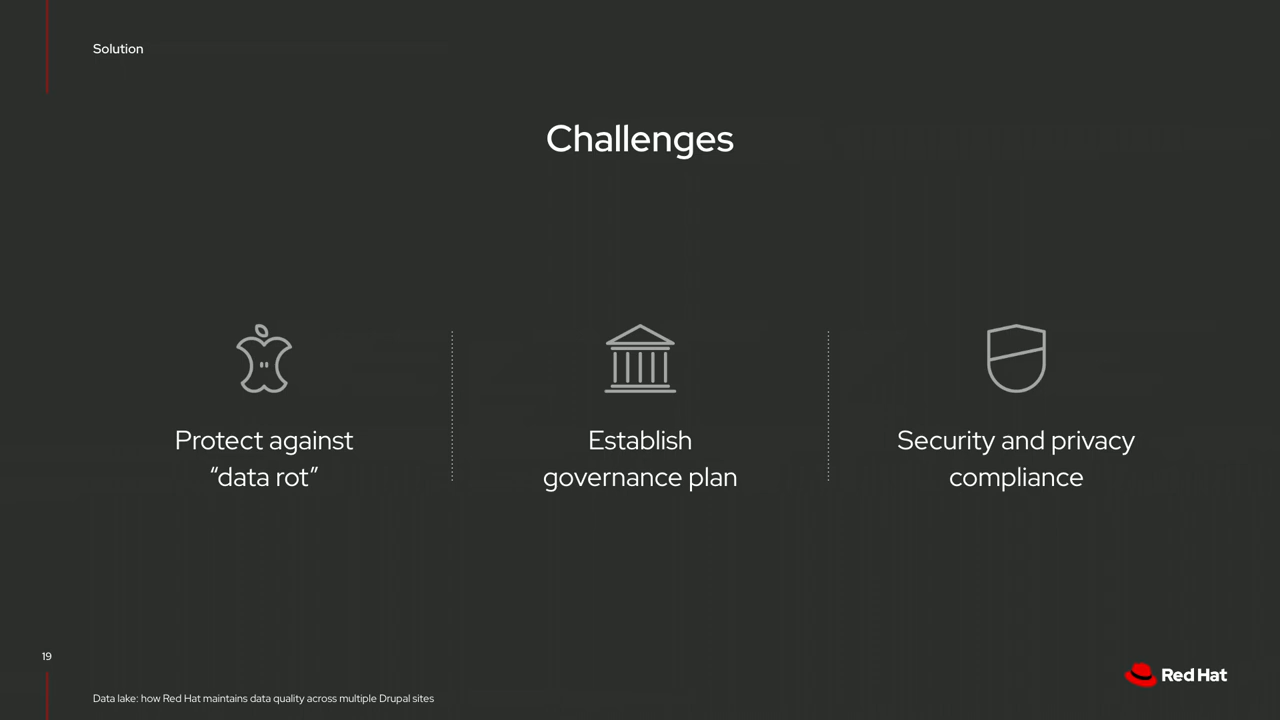 Solution
Challenges
Protect against
“data rot”
Establish
governance plan
Security and privacy
compliance
19
Red Hat
Data lake: how Red Hat maintains data quality across multiple Drupal sites